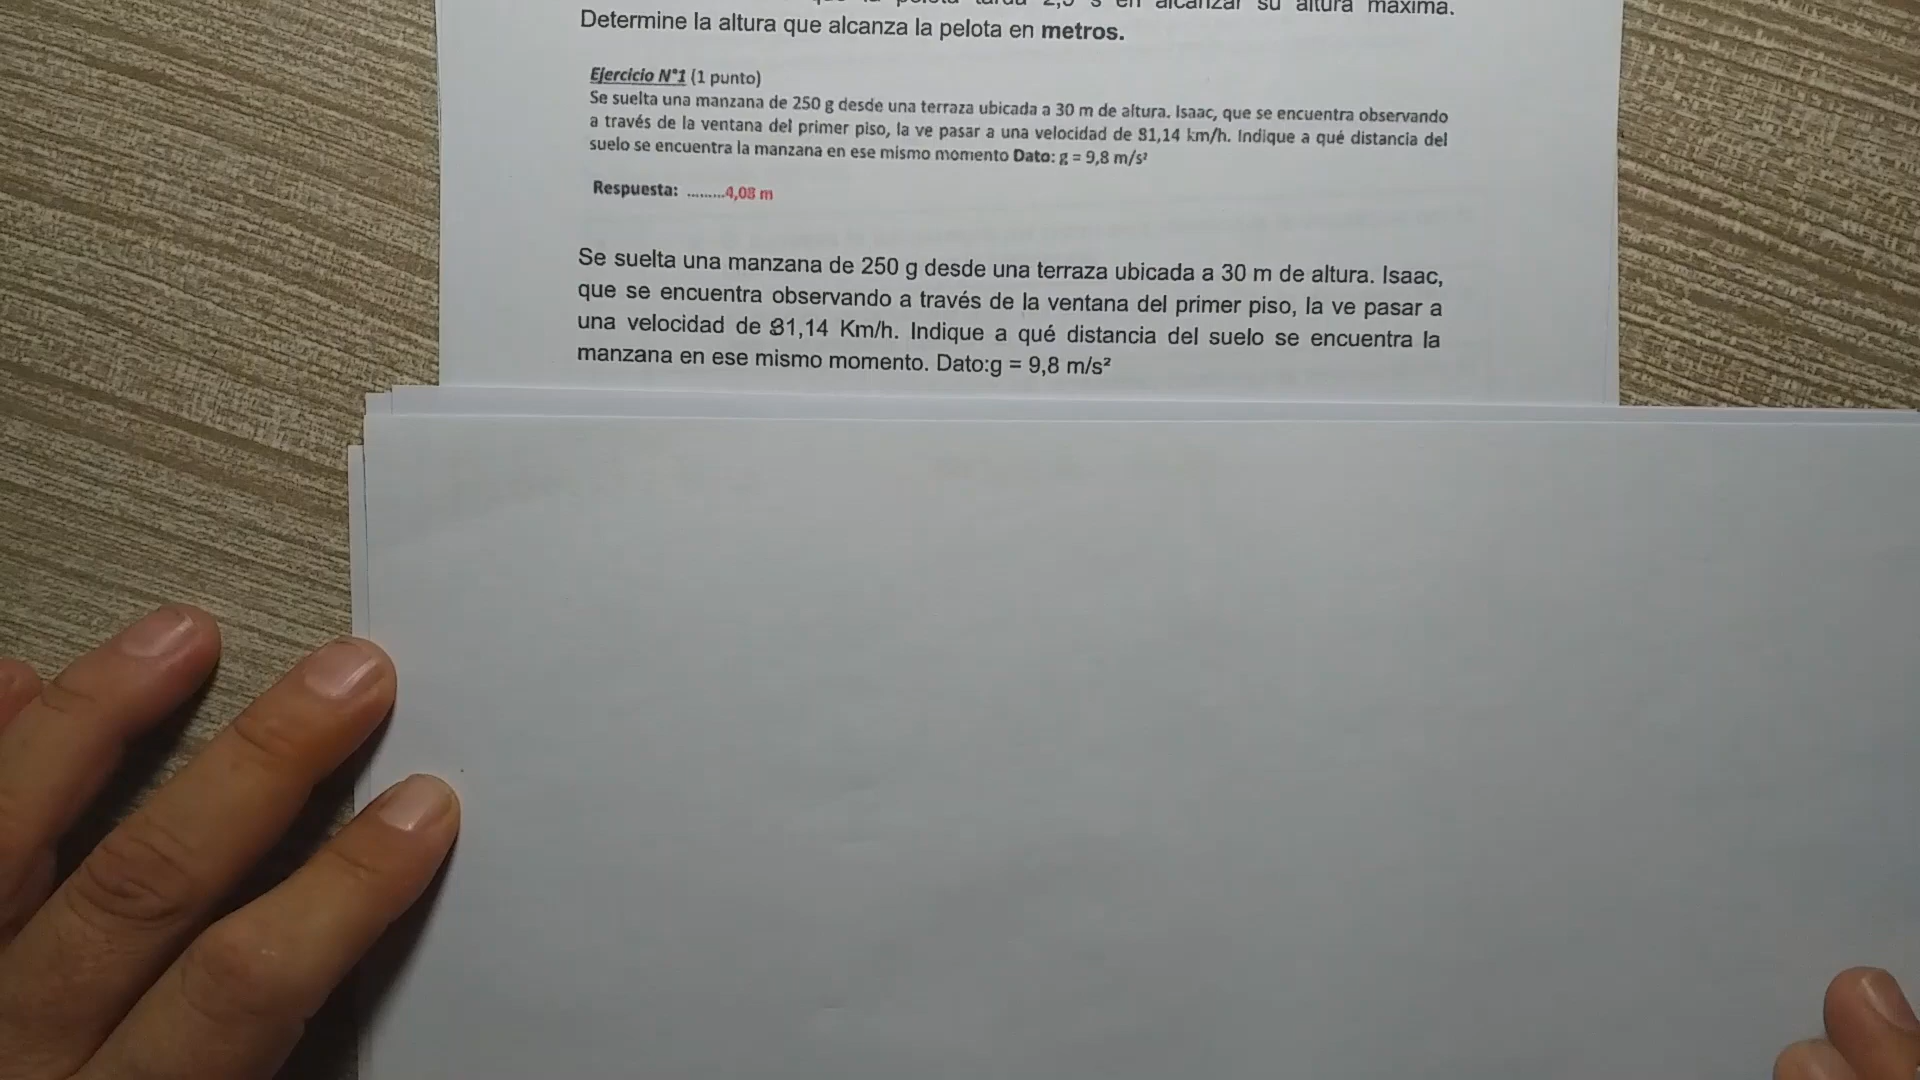 su altura máxima.
Determine la altura que alcanza la pelota en metros.
Ejercicio N°1 (1 punto)
Se suelta una manzana de 250 g desde una terraza ubicada a 30 m de altura. Isaac, que se encuentra observando
a través de la ventana del primer piso, la ve pasar a una velocidad de 81,14 km/h. Indique a qué distancia del
suelo se encuentra la manzana en ese mismo momento Dato: g = 9,8 m/s²
Respuesta: .........4,08 m
Se suelta una manzana de 250 g desde una terraza ubicada a 30 m de altura. Isaac,
que se encuentra observando a través de la ventana del primer piso, la ve pasar a
una velocidad de 81,14 Km/h. Indique a qué distancia del suelo se encuentra la
manzana en ese mismo momento. Dato:g = 9,8 m/s²